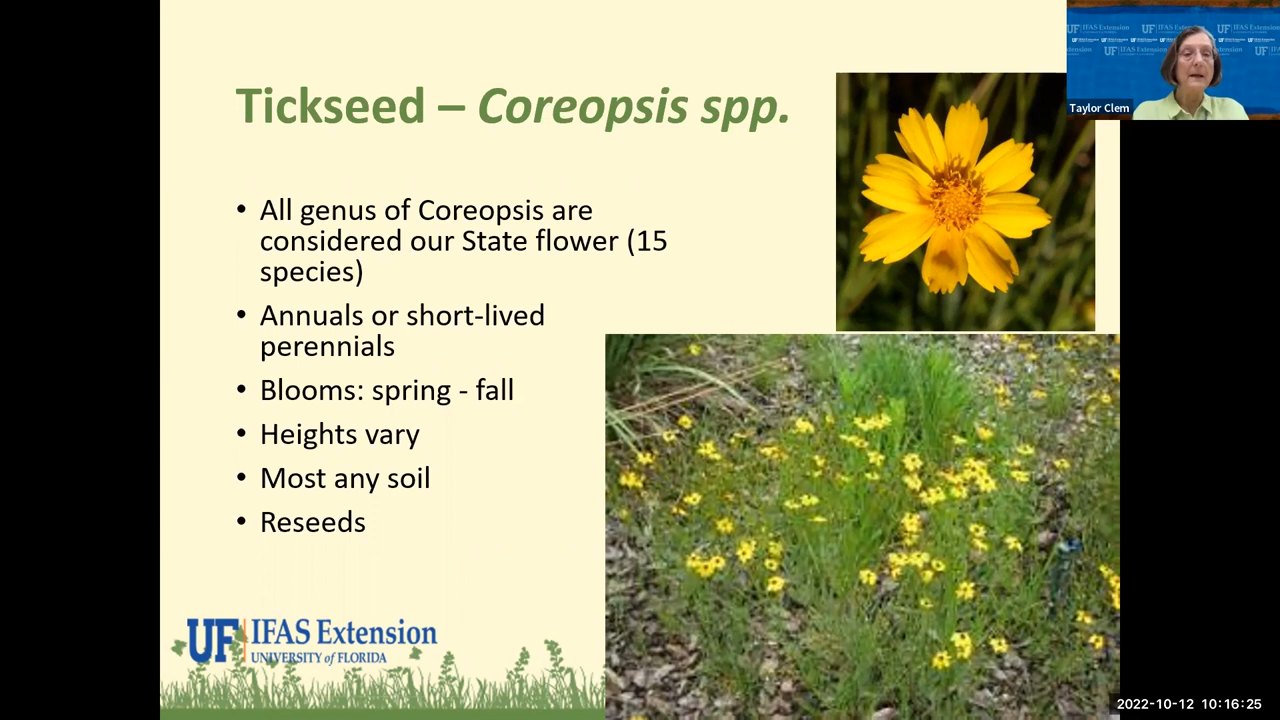 Tickseed – Coreopsis spp.
• All genus of Coreopsis are
considered our State flower (15
species)
• Annuals or short-lived
perennials
• Blooms: spring - fall
• Heights vary
• Most any soil
• Reseeds
UF IFAS Extension
UNIVERSITY of FLORIDA
UF IFAS Extension
Taylor Clem
2022-10-12 10:16:25